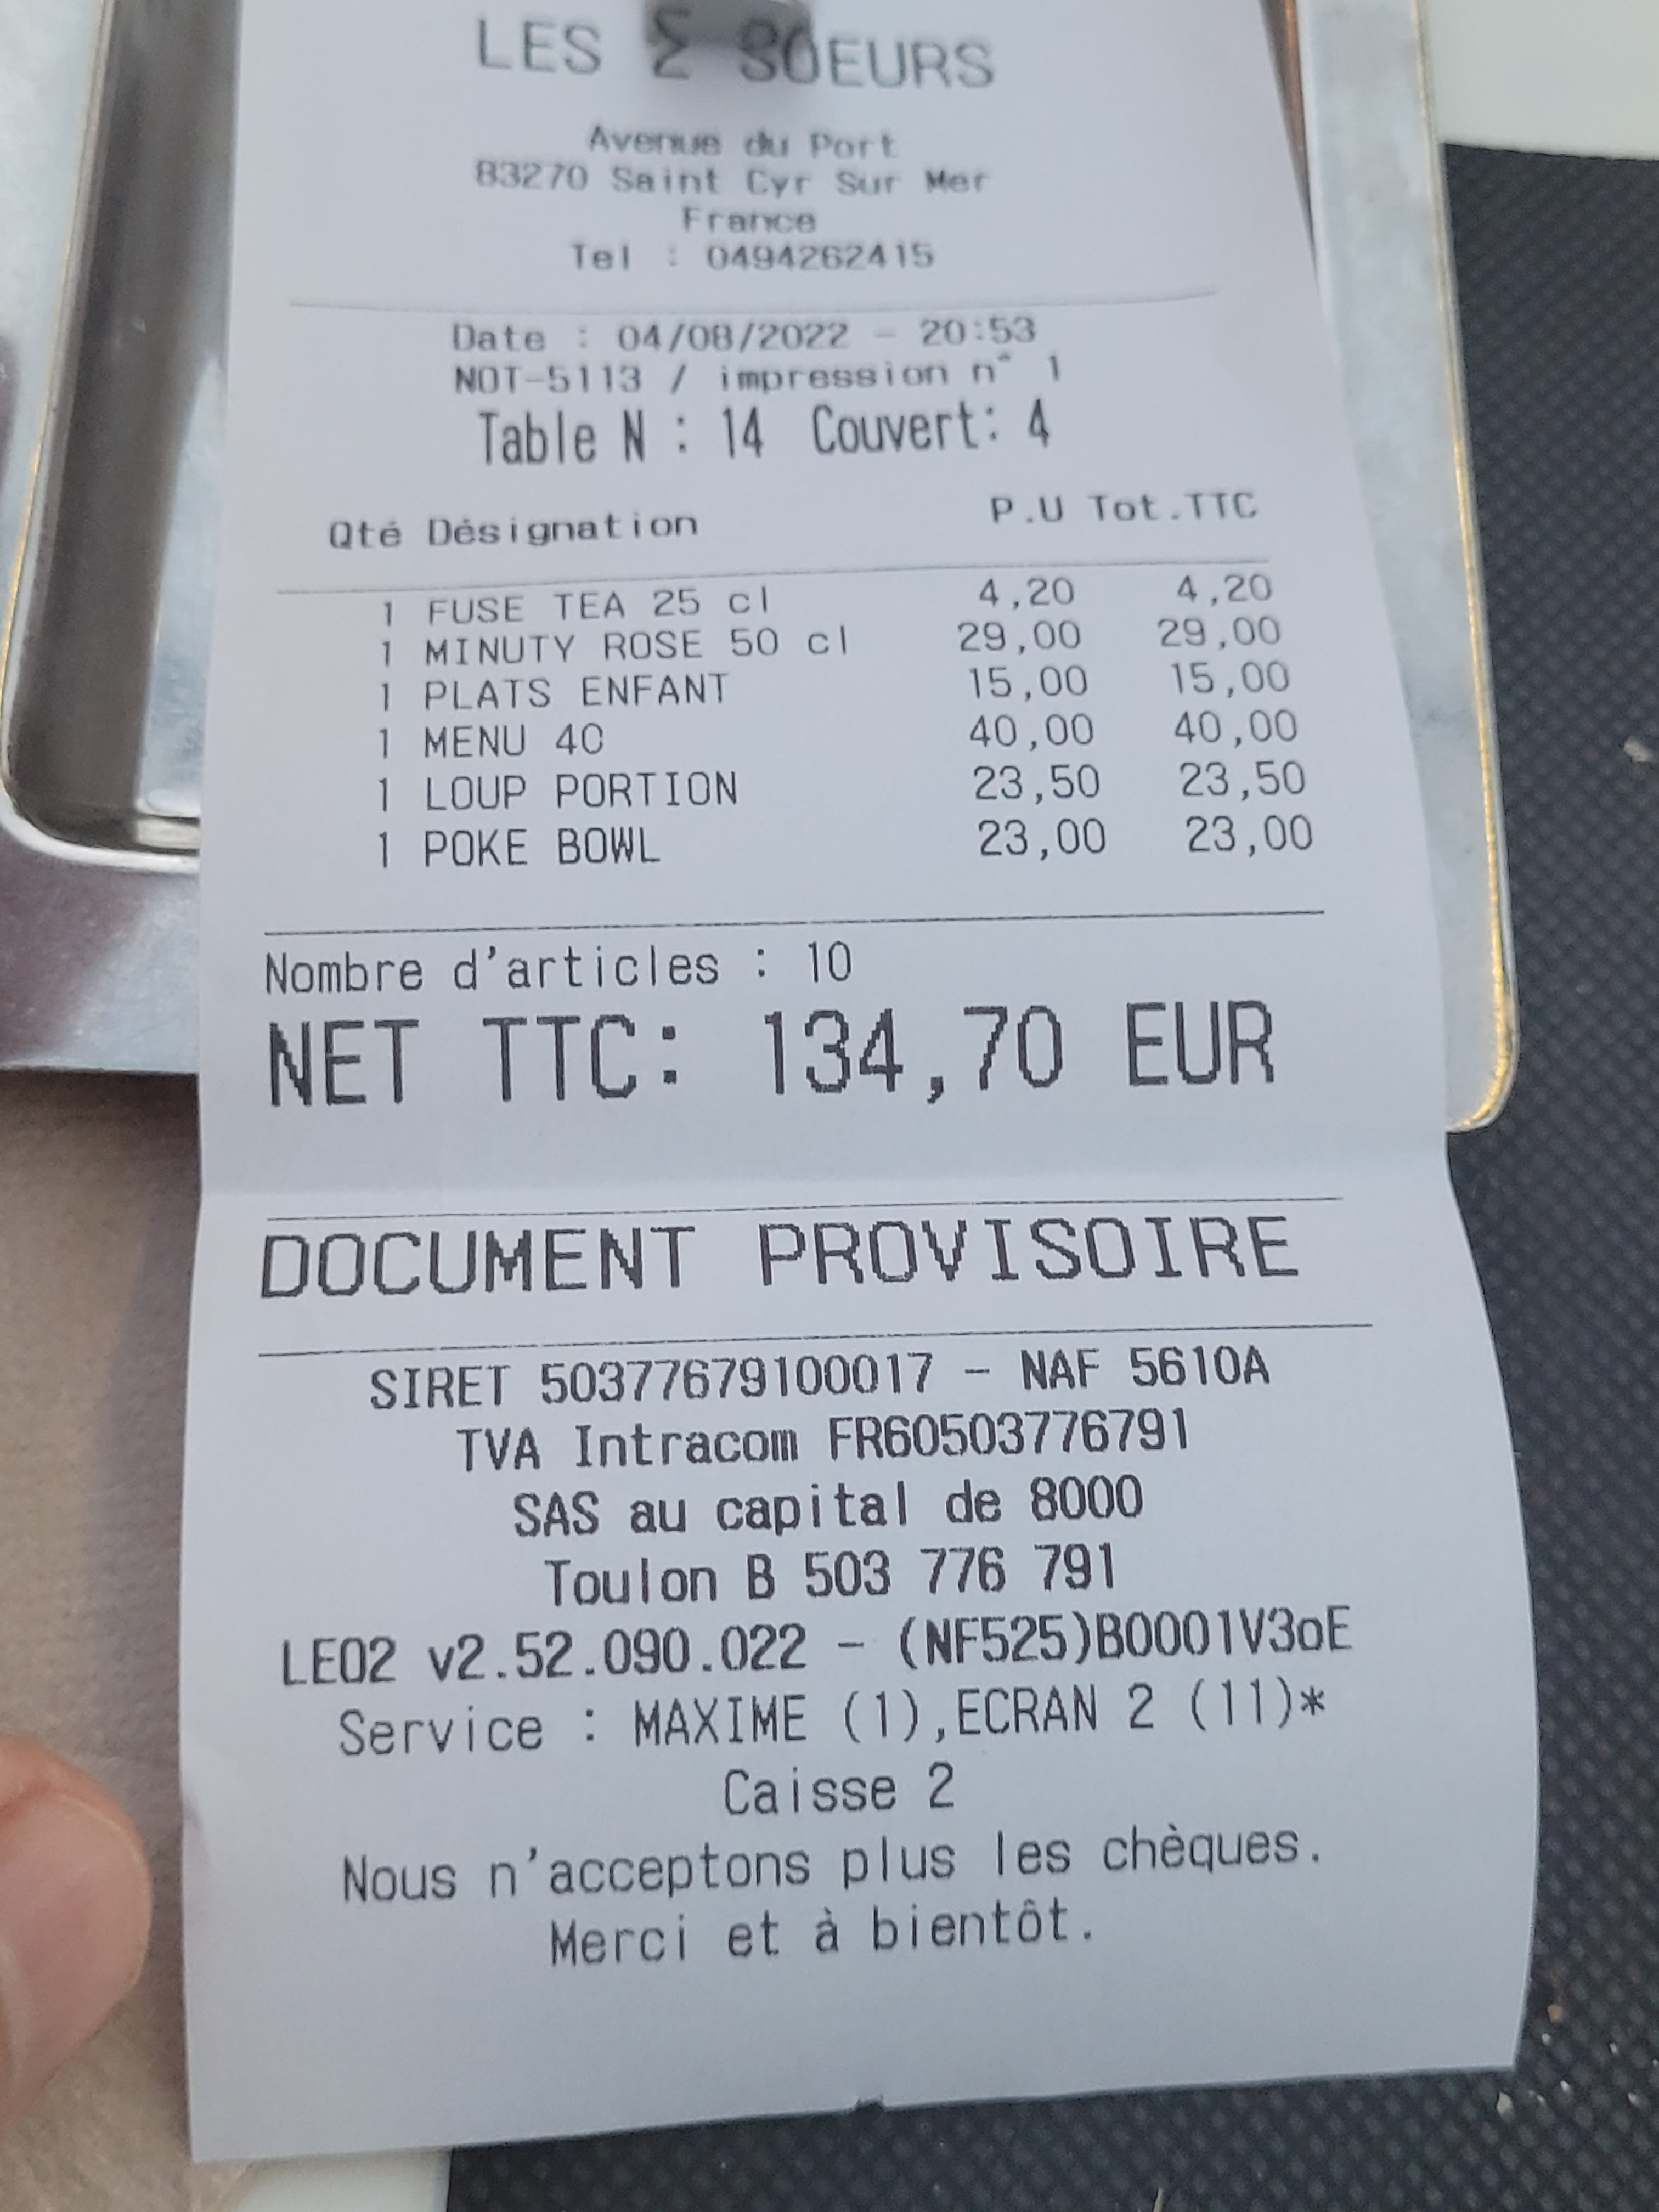 LES SOEURS
Avenue du Port
83270 Saint Cyr Sur Mer
France
Tel : 0494262415
Date : 04/08/2022 - 20:53
NOT-5113 / impression n° 1
Table N : 14 Couvert: 4
Qté Désignation P.U Tot.TTC
1 FUSE TEA 25 cl 4,20 4,20
1 MINUTY ROSE 50 cl 29,00 29,00
1 PLATS ENFANT 15,00 15,00
1 MENU 40 40,00 40,00
1 LOUP PORTION 23,50 23,50
1 POKE BOWL 23,00 23,00
Nombre d'articles : 10
NET TTC: 134,70 EUR
DOCUMENT PROVISOIRE
SIRET 50377679100017 - NAF 5610A
TVA Intracom FR60503776791
SAS au capital de 8000
Toulon B 503 776 791
LEO2 v2.52.090.022 - (NF525)B0001V3oE
Service : MAXIME (1),ECRAN 2 (11)*
Caisse 2
Nous n'acceptons plus les chèques.
Merci et à bientôt.